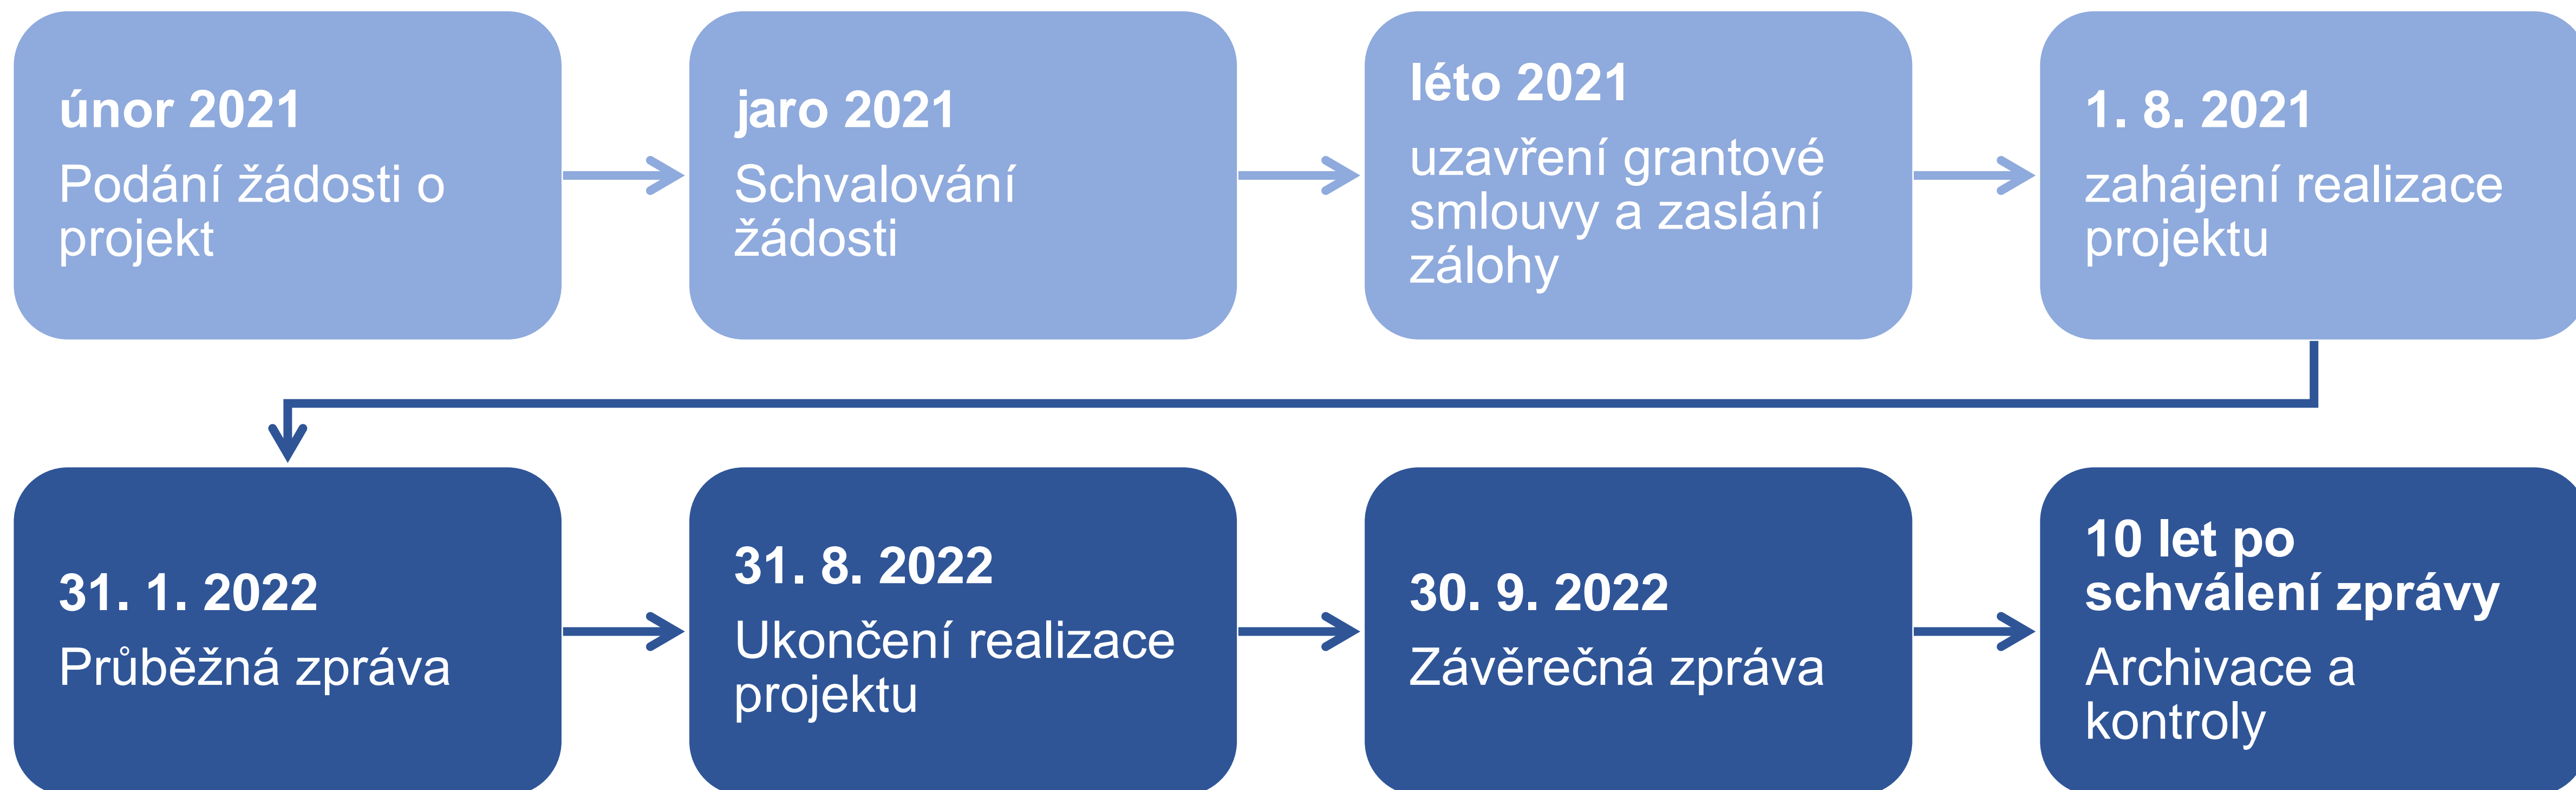 únor 2021
Podání žádosti o
projekt
jaro 2021
Schvalování
žádosti
léto 2021
uzavření grantové
smlouvy a zaslání
zálohy
1. 8. 2021
zahájení realizace
projektu
31. 1. 2022
Průběžná zpráva
31. 8. 2022
Ukončení realizace
projektu
30. 9. 2022
Závěrečná zpráva
10 let po
schválení zprávy
Archivace a
kontroly